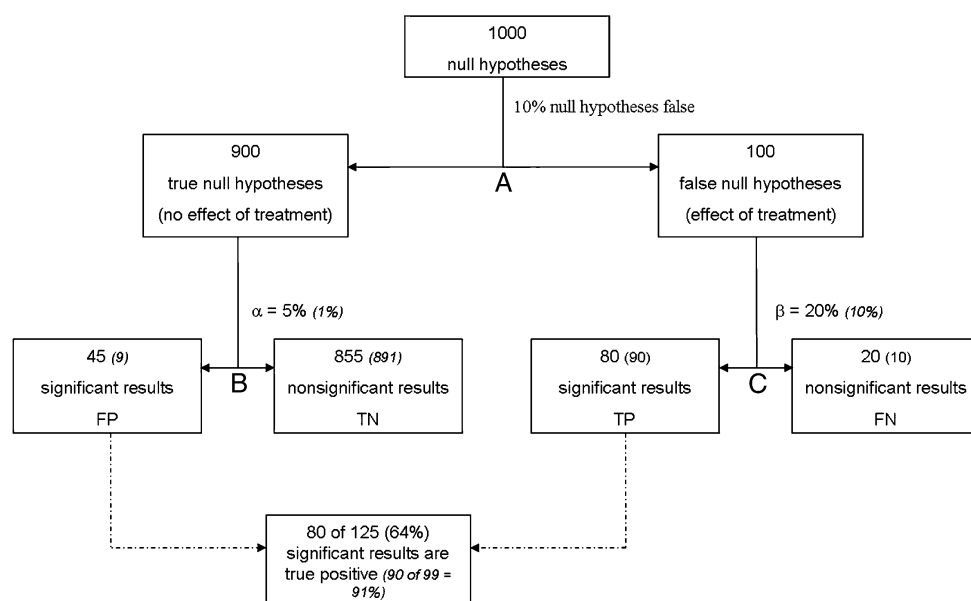 1000
null hypotheses
10% null hypotheses false
900
true null hypotheses
(no effect of treatment)
A
100
false null hypotheses
(effect of treatment)
α = 5% (1%)
β = 20% (10%)
45 (9)
significant results
FP
B
855 (891)
nonsignificant results
TN
80 (90)
significant results
TP
C
20 (10)
nonsignificant results
FN
80 of 125 (64%)
significant results are
true positive (90 of 99 =
91%)